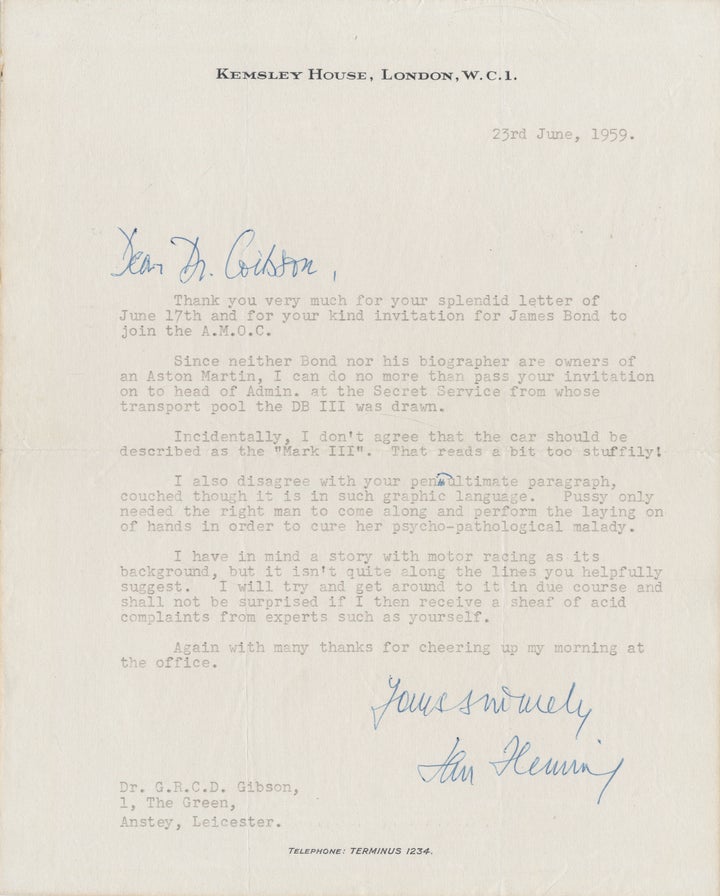 KEMSLEY HOUSE, LONDON, W.C.1.
23rd June, 1959.
Dear Dr. Gibson,
Thank you very much for your splendid letter of
June 17th and for your kind invitation for James Bond to
join the A.M.O.C.
Since neither Bond nor his biographer are owners of
an Aston Martin, I can do no more than pass your invitation
on to head of Admin. at the Secret Service from whose
transport pool the DB III was drawn.
Incidentally, I don't agree that the car should be
described as the "Mark III". That reads a bit too stuffily!
I also disagree with your penultimate paragraph,
couched though it is in such graphic language. Pussy only
needed the right man to come along and perform the laying on
of hands in order to cure her psycho-pathological malady.
I have in mind a story with motor racing as its
background, but it isn't quite along the lines you helpfully
suggest. I will try and get around to it in due course and
shall not be surprised if I then receive a sheaf of acid
complaints from experts such as yourself.
Again with many thanks for cheering up my morning at
the office.
Yours sincerely
Ian Fleming
Dr. G.R.C.D. Gibson,
1, The Green,
Anstey, Leicester.
TELEPHONE: TERMINUS 1234.